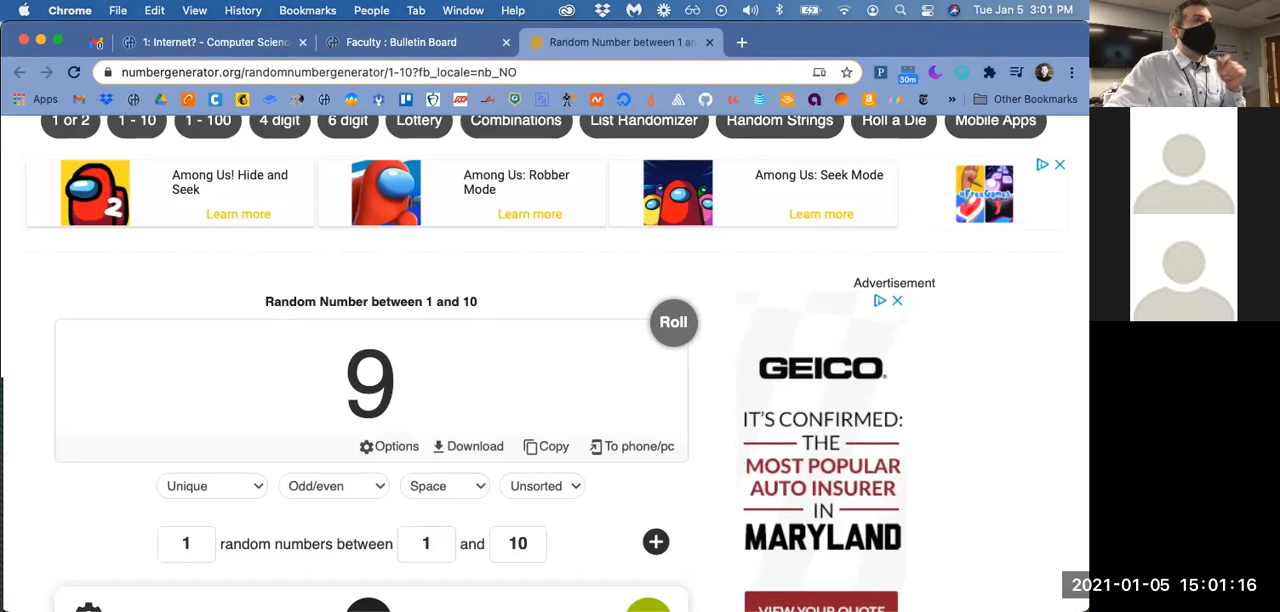 Chrome File Edit View History Bookmarks People Tab Window Help Tue Jan 5 3:01 PM
1: Internet? - Computer Scienc Faculty : Bulletin Board Random Number between 1 an
numbergenerator.org/randomnumbergenerator/1-10?fb_locale=nb_NO
30m
Apps Other Bookmarks
1 or 2 1 - 10 1 - 100 4 digit 6 digit Lottery Combinations List Randomizer Random Strings Roll a Die Mobile Apps
2
Among Us! Hide and
Seek
Learn more
Among Us: Robber
Mode
Learn more
Among Us: Seek Mode
Learn more
uFreeGames
Advertisement
Random Number between 1 and 10
Roll
9
Options Download Copy To phone/pc
Unique Odd/even Space Unsorted
1 random numbers between 1 and 10
GEICO
IT'S CONFIRMED:
THE
MOST POPULAR
AUTO INSURER
IN
MARYLAND
VIEW YOUR QUOTE
2021-01-05 15:01:16